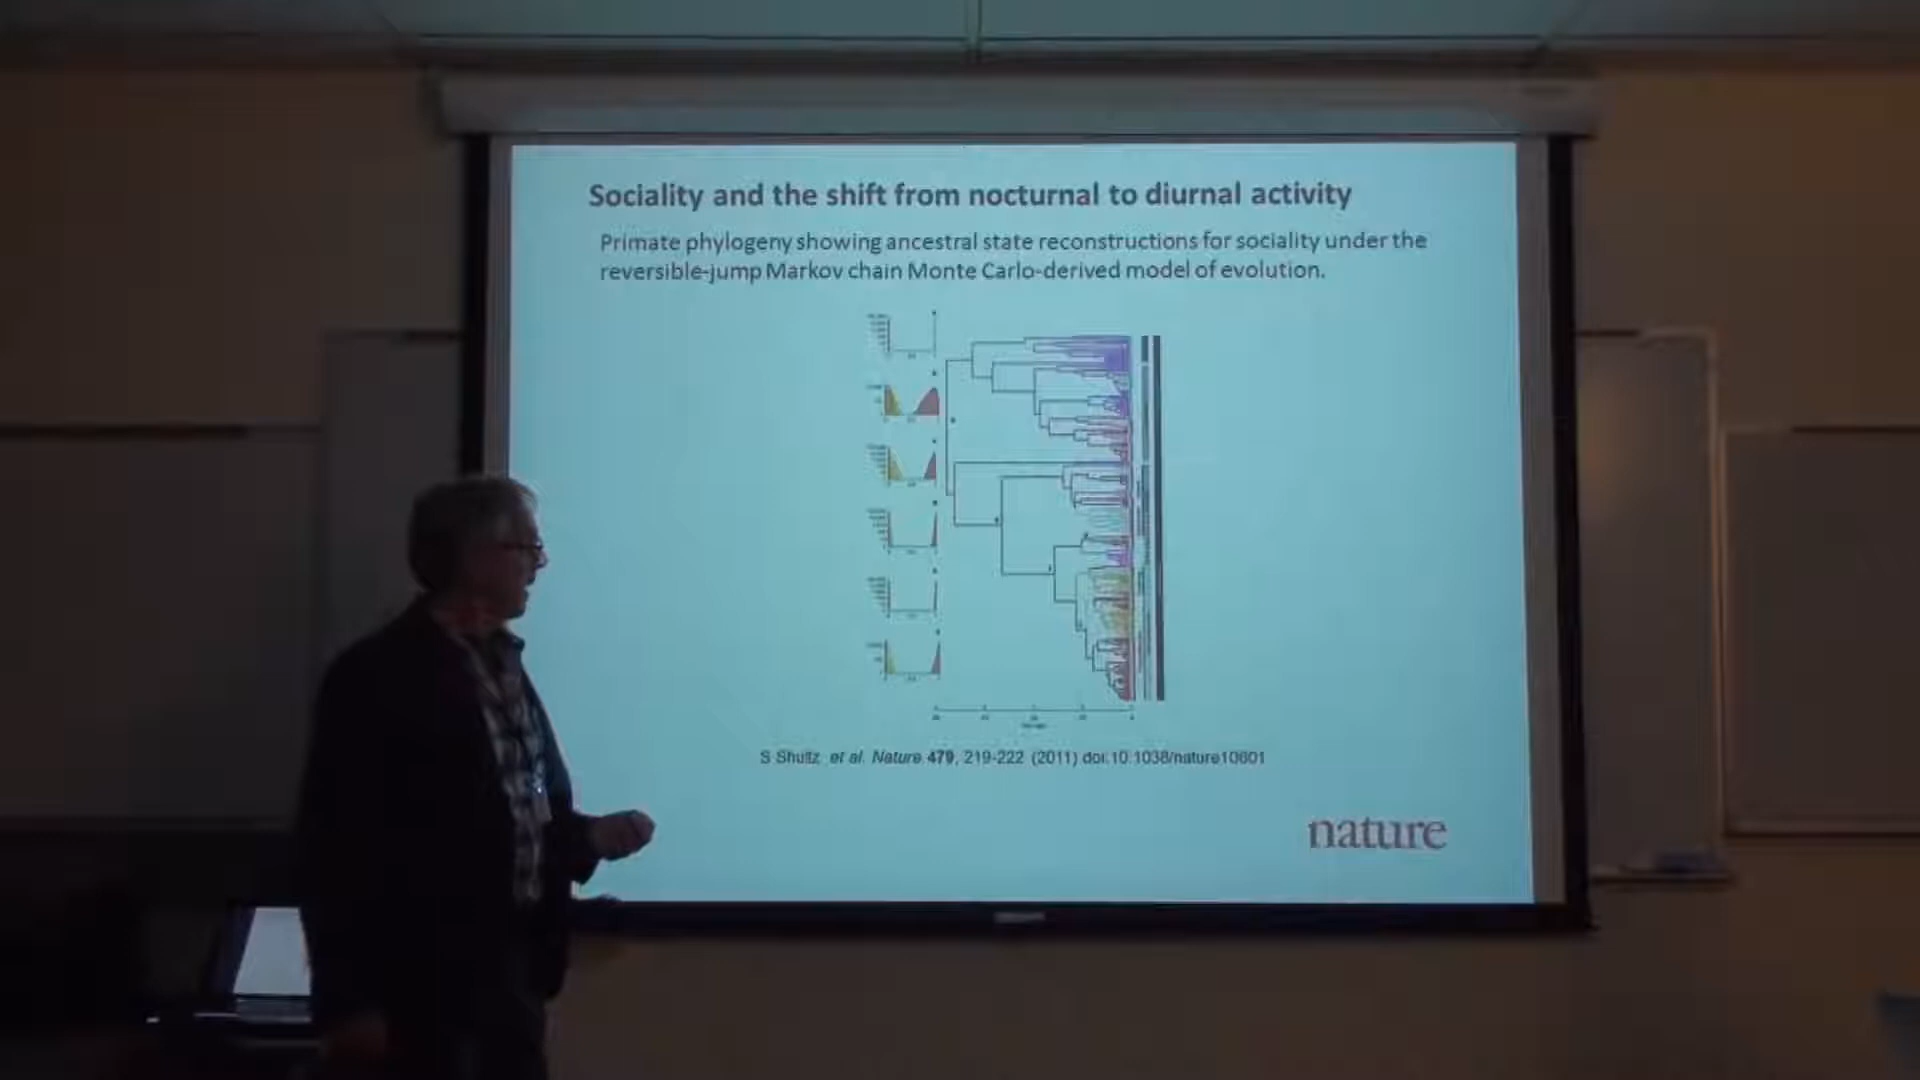 Sociality and the shift from nocturnal to diurnal activity
Primate phylogeny showing ancestral state reconstructions for sociality under the
reversible-jump Markov chain Monte Carlo-derived model of evolution.
S Shultz et al. Nature 479, 219-222 (2011) doi:10.1038/nature10601
nature